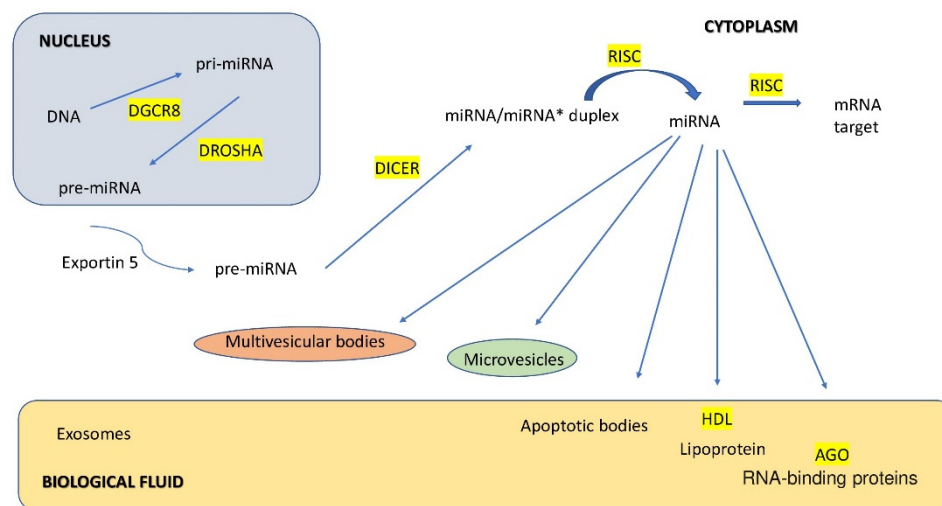 NUCLEUS
pri-miRNA
DNA
DGCR8
DROSHA
pre-miRNA
Exportin 5
pre-miRNA
DICER
CYTOPLASM
RISC
miRNA/miRNA* duplex
miRNA
RISC
mRNA
target
Multivesicular bodies
Microvesicles
Exosomes
Apoptotic bodies
HDL
Lipoprotein
AGO
RNA-binding proteins
BIOLOGICAL FLUID